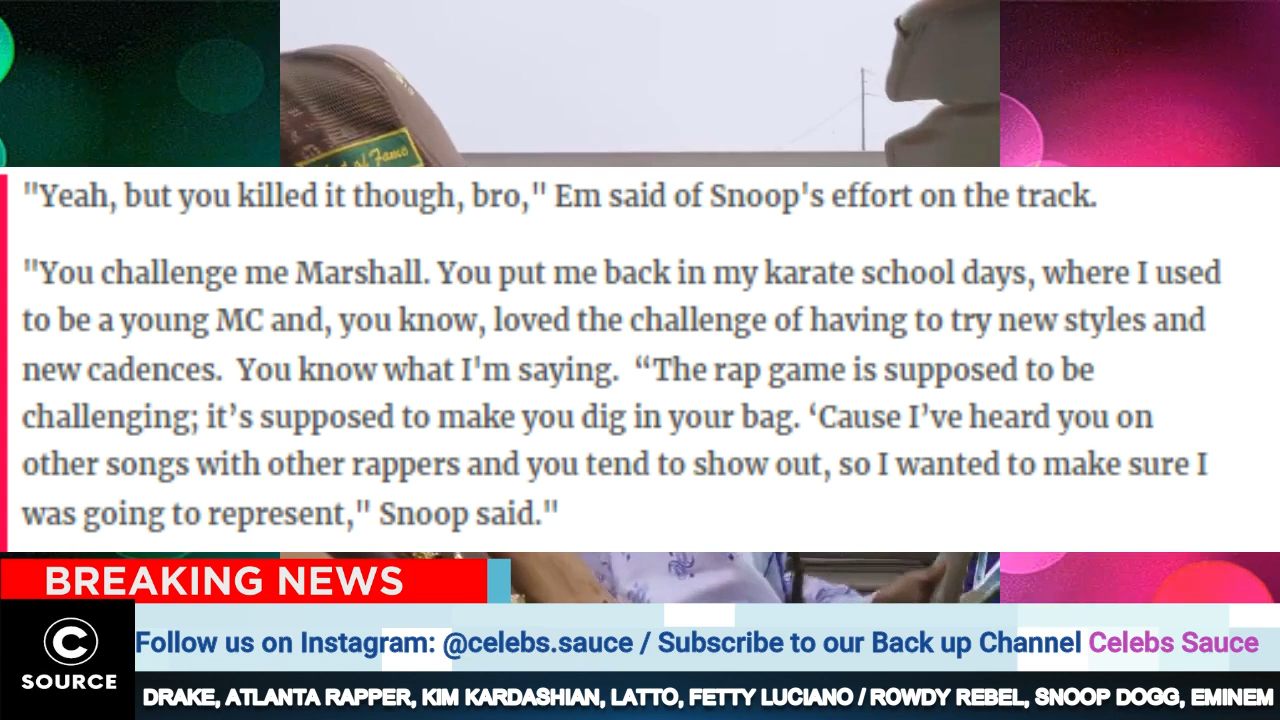 of Fame
"Yeah, but you killed it though, bro," Em said of Snoop's effort on the track.
"You challenge me Marshall. You put me back in my karate school days, where I used
to be a young MC and, you know, loved the challenge of having to try new styles and
new cadences.  You know what I'm saying.  “The rap game is supposed to be
challenging; it’s supposed to make you dig in your bag. ‘Cause I’ve heard you on
other songs with other rappers and you tend to show out, so I wanted to make sure I
was going to represent," Snoop said."
BREAKING NEWS
C
SOURCE
Follow us on Instagram: @celebs.sauce / Subscribe to our Back up Channel Celebs Sauce
DRAKE, ATLANTA RAPPER, KIM KARDASHIAN, LATTO, FETTY LUCIANO / ROWDY REBEL, SNOOP DOGG, EMINEM